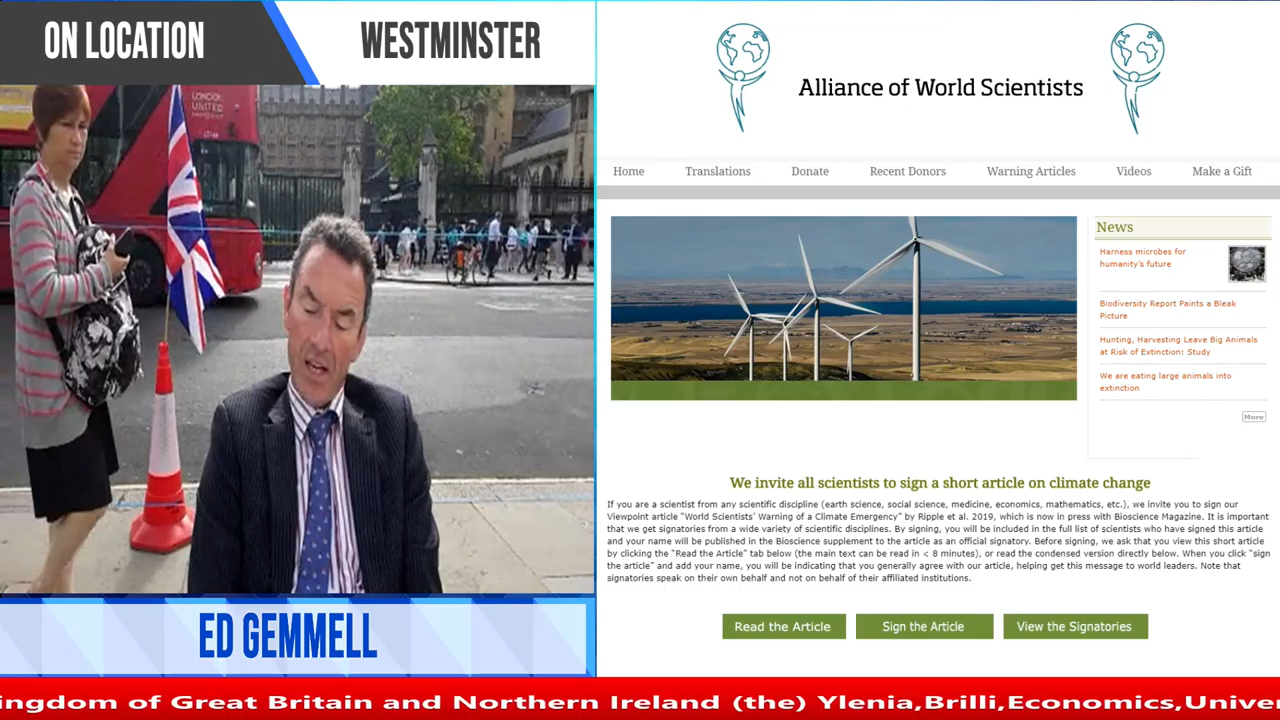 ON LOCATION
WESTMINSTER
LONDON
UNITED
ED GEMMELL
Alliance of World Scientists
Home Translations Donate Recent Donors Warning Articles Videos Make a Gift
News
Harness microbes for
humanity's future
Biodiversity Report Paints a Bleak
Picture
Hunting, Harvesting Leave Big Animals
at Risk of Extinction: Study
We are eating large animals into
extinction
More
We invite all scientists to sign a short article on climate change
If you are a scientist from any scientific discipline (earth science, social science, medicine, economics, mathematics, etc.), we invite you to sign our
Viewpoint article "World Scientists' Warning of a Climate Emergency" by Ripple et al. 2019, which is now in press with Bioscience Magazine. It is important
that we get signatories from a wide variety of scientific disciplines. By signing, you will be included in the full list of scientists who have signed this article
and your name will be published in the Bioscience supplement to the article as an official signatory. Before signing, we ask that you view this short article
by clicking the "Read the Article" tab below (the main text can be read in < 8 minutes), or read the condensed version directly below. When you click "sign
the article" and add your name, you will be indicating that you generally agree with our article, helping get this message to world leaders. Note that
signatories speak on their own behalf and not on behalf of their affiliated institutions.
Read the Article Sign the Article View the Signatories
ingdom of Great Britain and Northern Ireland (the) Ylenia,Brilli,Economics,Unive